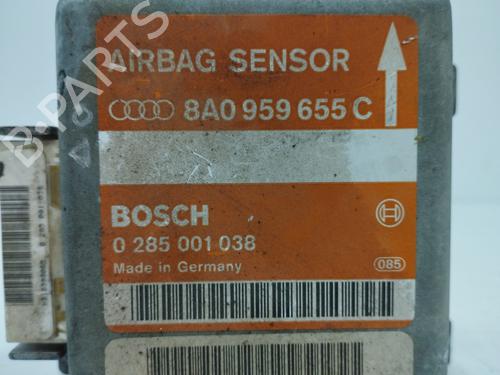 AIRBAG SENSOR
8A0 959 655 C
BOSCH
0 285 001 038
Made in Germany
085
B-PARTS